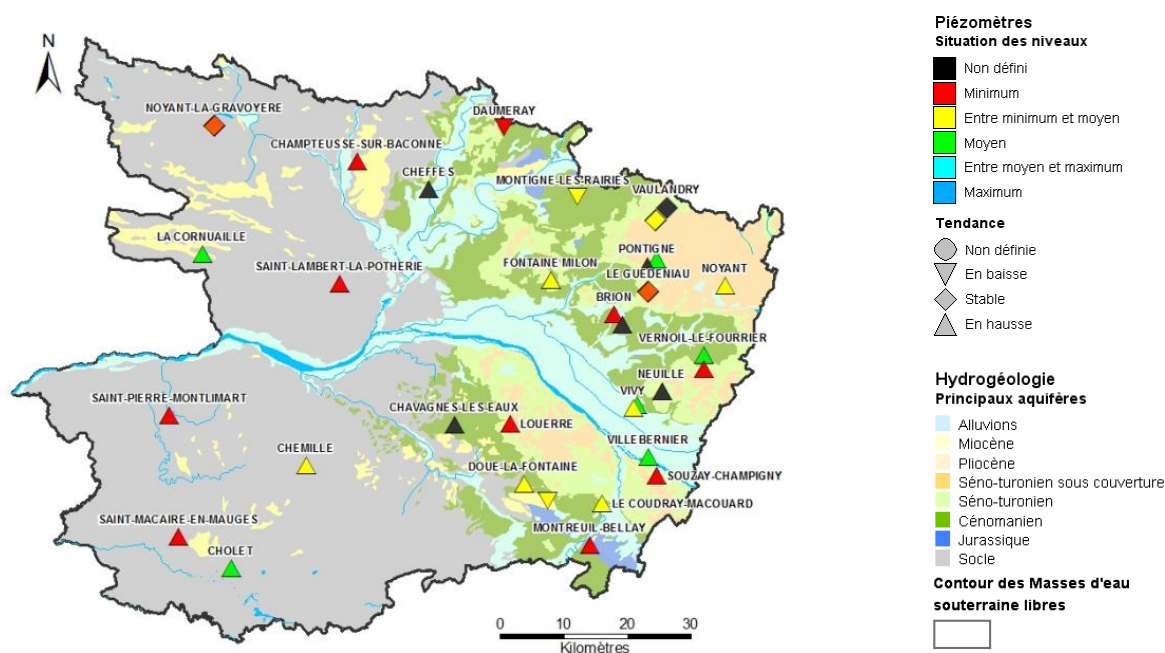 N
NOYANT-LA-GRAVOYERE
DAUMERAY
CHAMPTEUSSE-SUR-BACONNE
CHEFFES
MONTIGNE-LES-RAIRIES
VAULANDRY
LA CORNUAILLE
SAINT-LAMBERT-LA-POTHERIE
FONTAINE MILON
PONTIGNE
LE GUEDENIAU
NOYANT
BRION
VERNOIL-LE-FOURRIER
NEUILLE
VIVY
SAINT-PIERRE-MONTLIMART
CHAVAGNES-LES-EAUX
LOUERRE
CHEMILLE
VILLEBERNIER
DOUE-LA-FONTAINE
SOUZAY-CHAMPIGNY
LE COUDRAY-MACOUARD
SAINT-MACAIRE-EN-MAUGES
MONTREUIL-BELLAY
CHOLET
0 10 20 30
Kilomètres
Piézomètres
Situation des niveaux
Non défini
Minimum
Entre minimum et moyen
Moyen
Entre moyen et maximum
Maximum
Tendance
Non définie
En baisse
Stable
En hausse
Hydrogéologie
Principaux aquifères
Alluvions
Miocène
Pliocène
Séno-turonien sous couverture
Séno-turonien
Cénomanien
Jurassique
Socle
Contour des Masses d'eau
souterraine libres